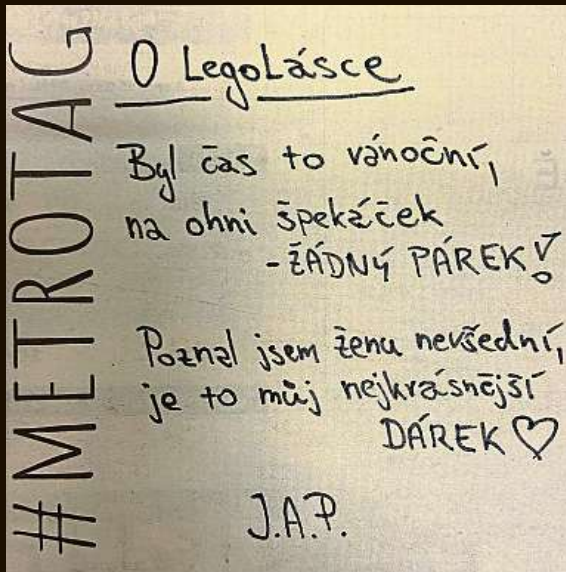 #METROTAG
O LegoLásce
Byl čas to vánoční,
na ohni špekáček
- ŽÁDNÝ PÁREK!
Poznal jsem ženu nevšední,
je to můj nejkrásnější
DÁREK ♡
J.A.P.